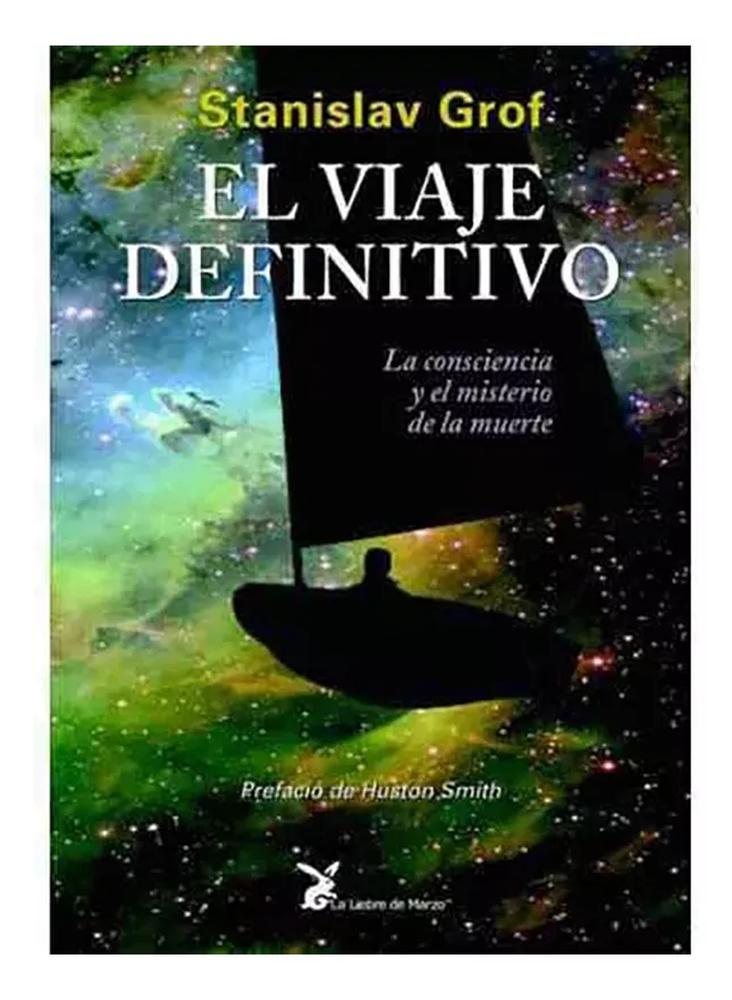 Stanislav Grof
EL VIAJE
DEFINITIVO
La consciencia
y el misterio
de la muerte
Prefacio de Huston Smith
La Liebre de Marzo